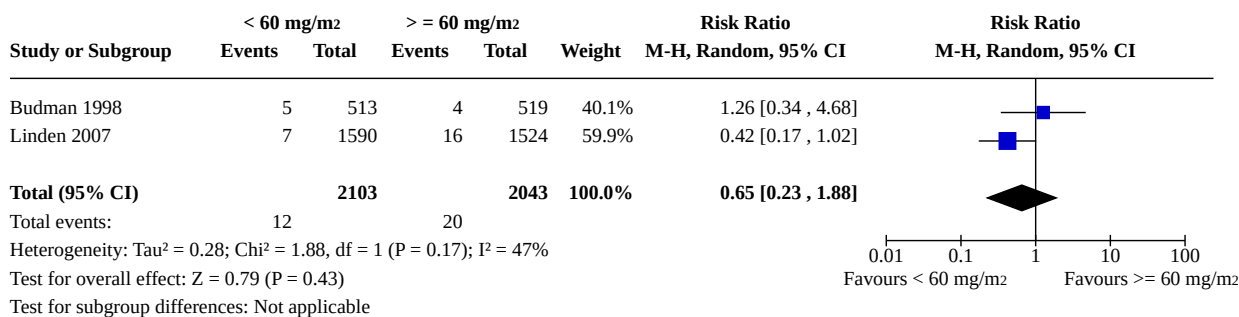 < 60 mg/m2 > = 60 mg/m2 Risk Ratio Risk Ratio
Study or Subgroup Events Total Events Total Weight M-H, Random, 95% CI M-H, Random, 95% CI
Budman 1998 5 513 4 519 40.1% 1.26 [0.34 , 4.68]
Linden 2007 7 1590 16 1524 59.9% 0.42 [0.17 , 1.02]
Total (95% CI) 2103 2043 100.0% 0.65 [0.23 , 1.88]
Total events: 12 20
Heterogeneity: Tau² = 0.28; Chi² = 1.88, df = 1 (P = 0.17); I² = 47%
0.01 0.1 1 10 100
Test for overall effect: Z = 0.79 (P = 0.43)
Favours < 60 mg/m2 Favours >= 60 mg/m2
Test for subgroup differences: Not applicable